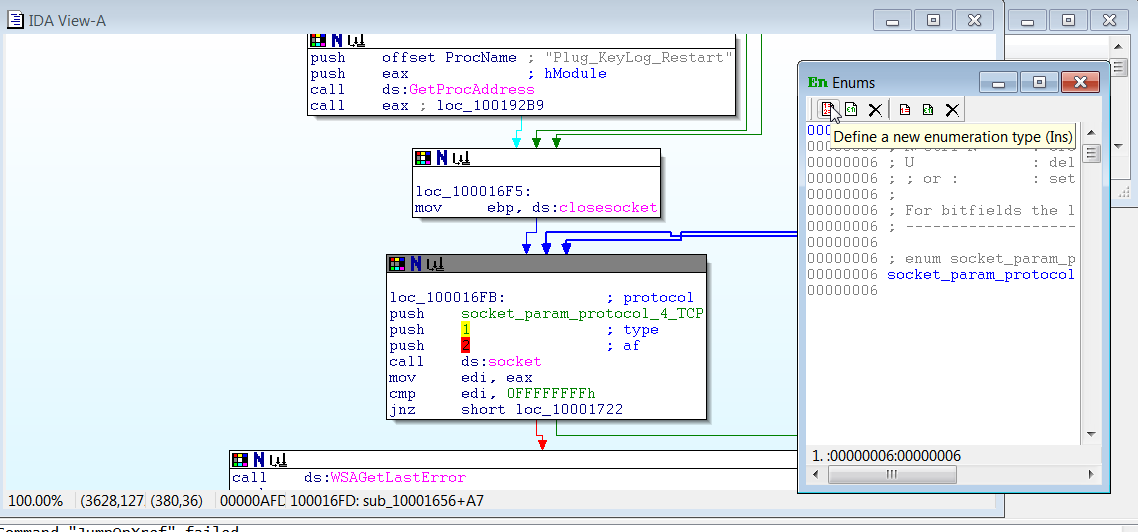 IDA View-A
push offset ProcName ; "Plug_KeyLog_Restart"
push eax ; hModule
call ds:GetProcAddress
call eax ; loc_100192B9
loc_100016F5:
mov ebp, ds:closesocket
loc_100016FB: ; protocol
push socket_param_protocol_4_TCP
push 1 ; type
push 2 ; af
call ds:socket
mov edi, eax
cmp edi, 0FFFFFFFFh
jnz short loc_10001722
call ds:WSAGetLastError
100.00% (3628,127 (380,36) 00000AFD 100016FD: sub_10001656+A7
En Enums
Define a new enumeration type (Ins)
00000006 ; U : del
00000006 ; ; or : : set
00000006 ;
00000006 ; For bitfields the l
00000006 ; --------------------
00000006
00000006 ; enum socket_param_p
00000006 socket_param_protocol
00000006
1. :00000006:00000006
Command "JumpOpXref" failed